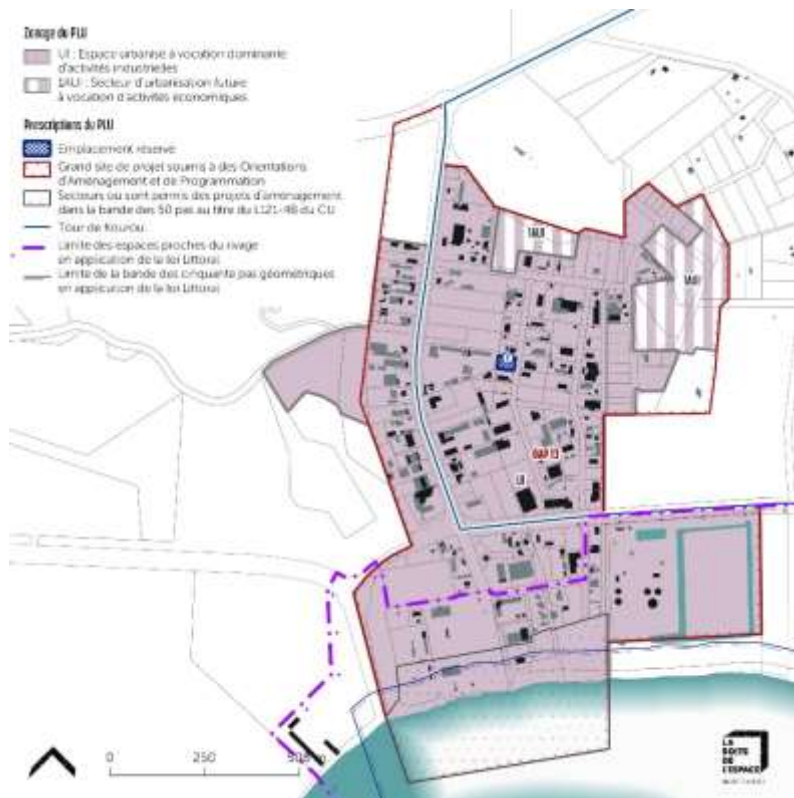 Zonage du PLU
UI : Espace urbanisé à vocation dominante
d'activités industrielles
1AUI : Secteur d'urbanisation future
à vocation d'activités économiques
Prescriptions du PLU
Emplacement réservé
Grand site de projet soumis à des Orientations
d'Aménagement et de Programmation
Secteurs où sont permis des projets d'aménagement
dans la bande des 50 pas au titre du L121-48 du CU
Tour de Kourou
Limite des espaces proches du rivage
en application de la loi Littoral
Limite de la bande des cinquante pas géométriques
en application de la loi Littoral
1AUI
1AUI
OAP 13
UI
0
250
500 m
LA
BOITE
DE
L'ESPACE